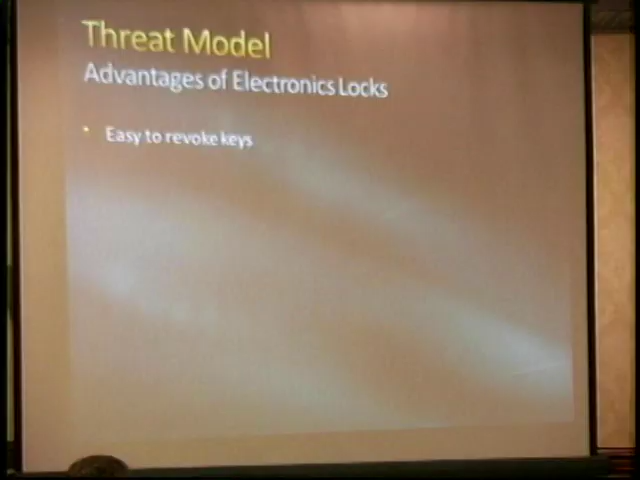 Threat Model
Advantages of Electronics Locks
• Easy to revoke keys